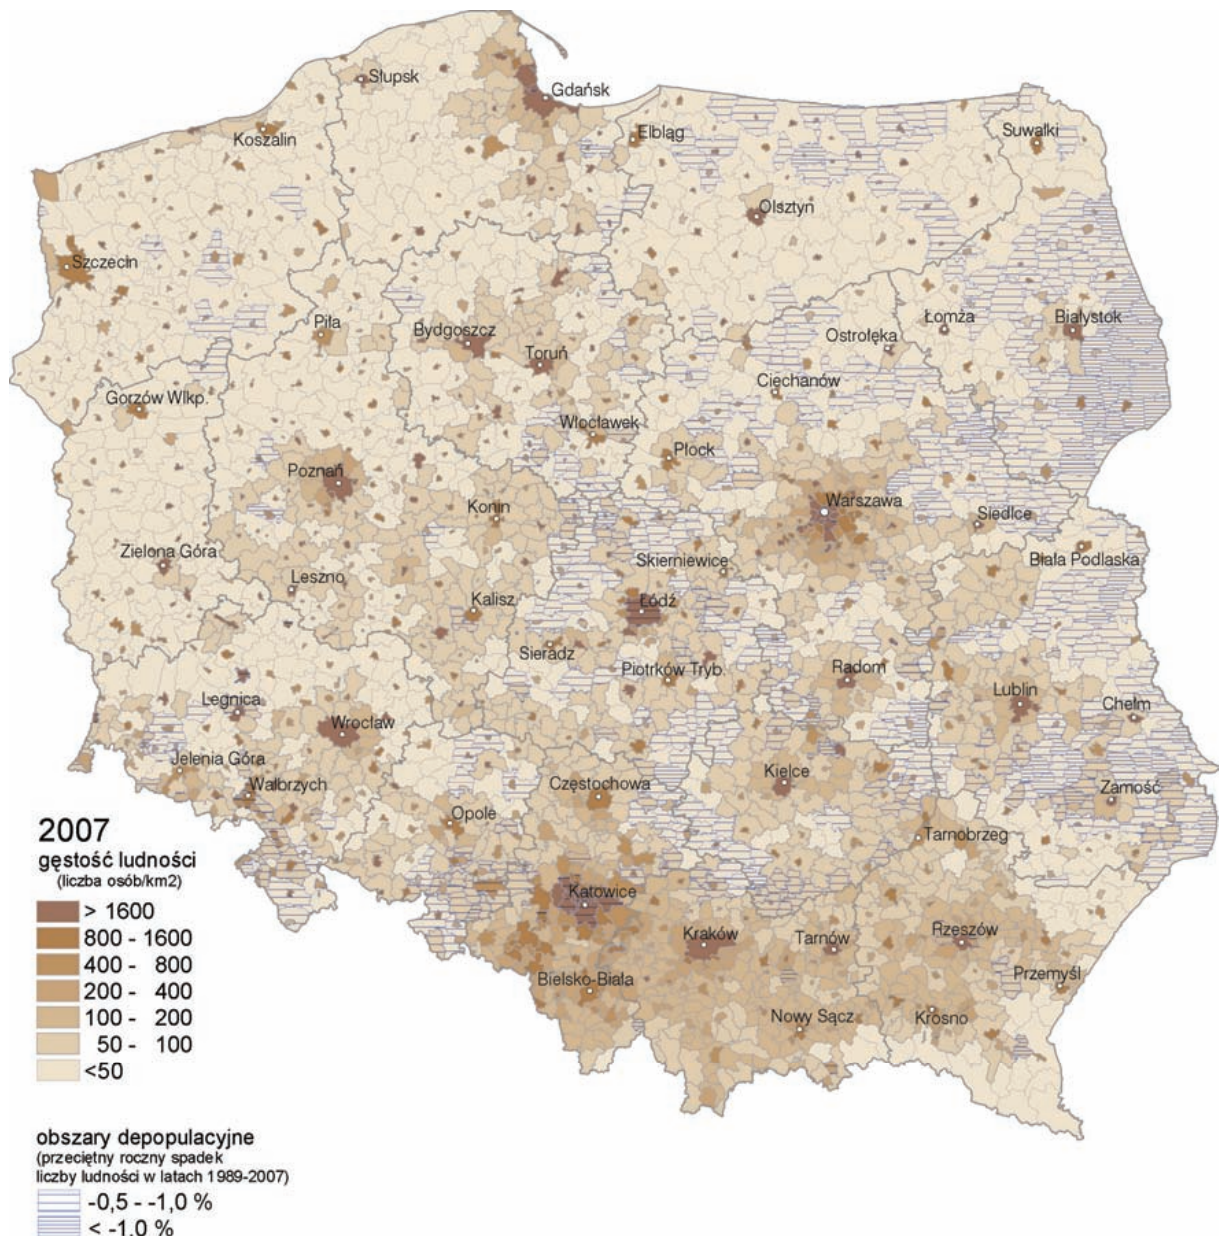 Słupsk
Gdańsk
Koszalin
Elbląg
Suwałki
Olsztyn
Szczecin
Piła
Bydgoszcz
Toruń
Ostrołęka
Łomża
Białystok
Ciechanów
Gorzów Wlkp.
Włocławek
Płock
Poznań
Konin
Warszawa
Siedlce
Zielona Góra
Skierniewice
Biała Podlaska
Leszno
Kalisz
Łódź
Sieradz
Piotrków Tryb.
Radom
Legnica
Wrocław
Lublin
Chełm
Jelenia Góra
Wałbrzych
Częstochowa
Kielce
Zamość
Opole
Tarnobrzeg
Katowice
Kraków
Tarnów
Rzeszów
Bielsko-Biała
Przemyśl
Nowy Sącz
Krosno
2007
gęstość ludności
(liczba osób/km2)
> 1600
800 - 1600
400 - 800
200 - 400
100 - 200
50 - 100
<50
obszary depopulacyjne
(przeciętny roczny spadek
liczby ludności w latach 1989-2007)
-0,5 - -1,0 %
< -1,0 %